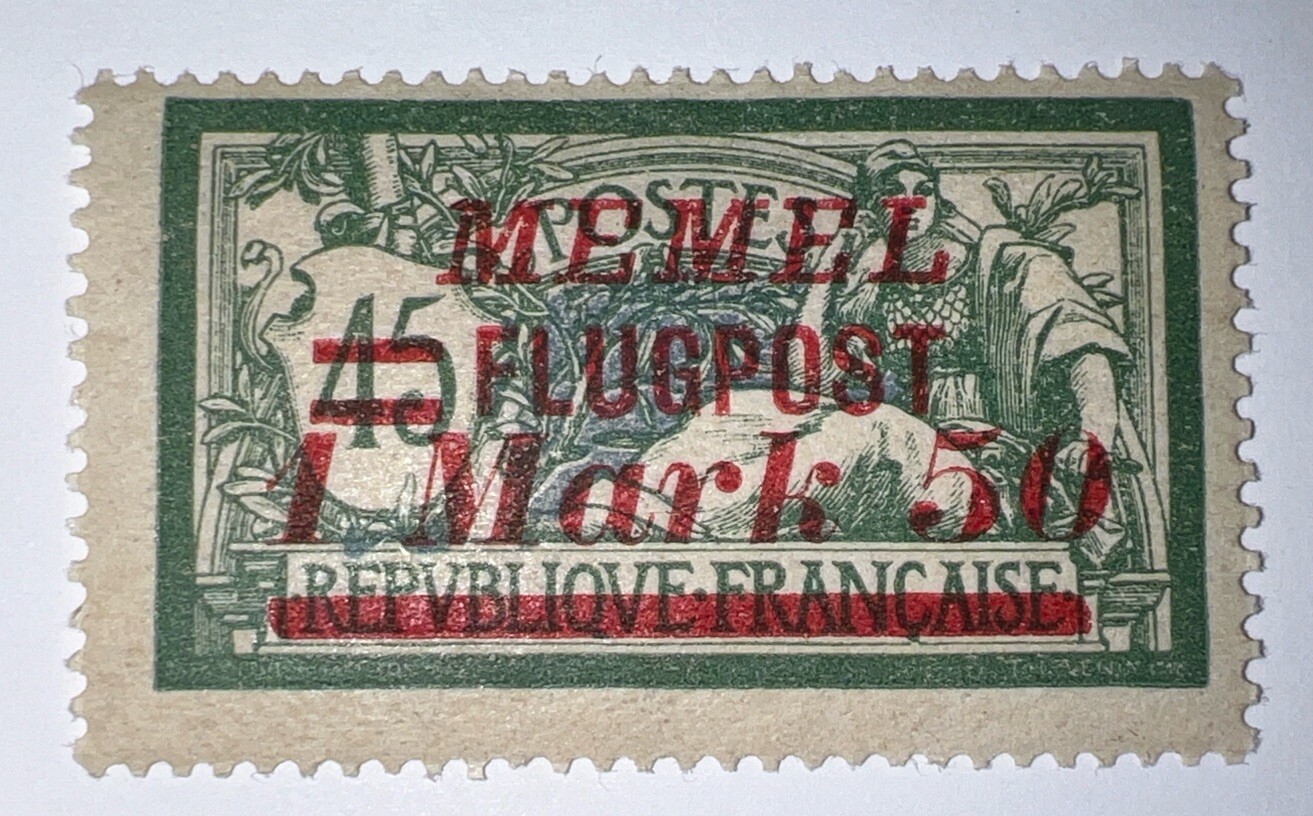 POSTES
MEMEL
45
FLUGPOST
1 Mark 50
·REPVBLIQVE·FRANÇAISE·